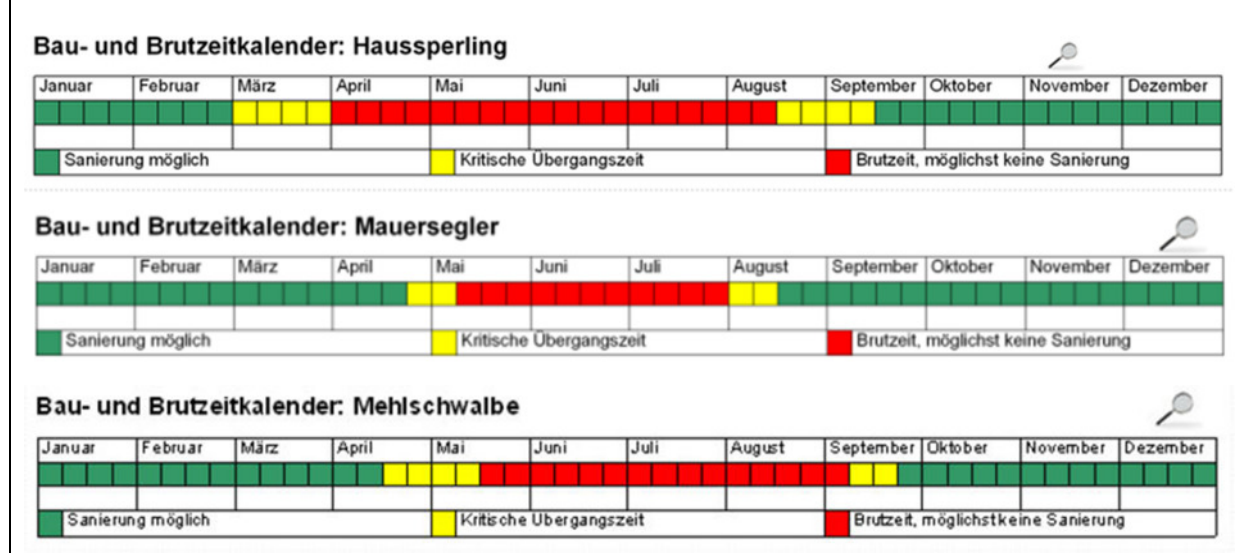 Bau- und Brutzeitkalender: Haussperling
Januar Februar März April Mai Juni Juli August September Oktober November Dezember
Sanierung möglich Kritische Übergangszeit Brutzeit, möglichst keine Sanierung
Bau- und Brutzeitkalender: Mauersegler
Januar Februar März April Mai Juni Juli August September Oktober November Dezember
Sanierung möglich Kritische Übergangszeit Brutzeit, möglichst keine Sanierung
Bau- und Brutzeitkalender: Mehlschwalbe
Januar Februar März April Mai Juni Juli August September Oktober November Dezember
Sanierung möglich Kritische Übergangszeit Brutzeit, möglichst keine Sanierung